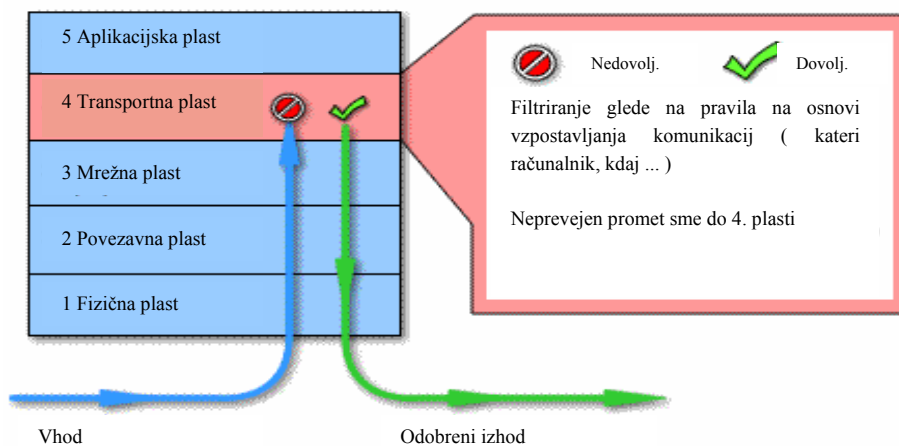 5 Aplikacijska plast
4 Transportna plast
3 Mrežna plast
2 Povezavna plast
1 Fizična plast
Vhod
Odobreni izhod
Nedovolj.
Dovolj.
Filtriranje glede na pravila na osnovi
vzpostavljanja komunikacij ( kateri
računalnik, kdaj ... )
Neprevejen promet sme do 4. plasti